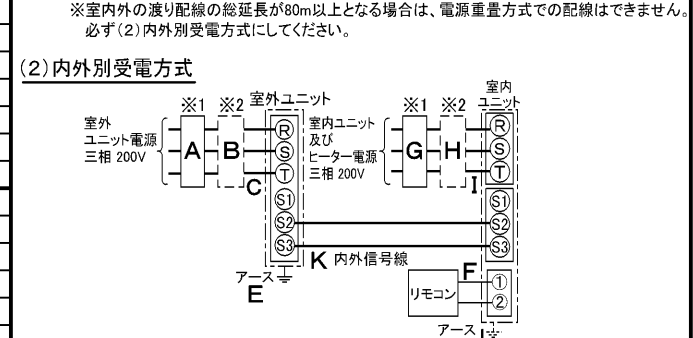 ※室内外の渡り配線の総延長が80m以上となる場合は、電源重畳方式での配線はできません。
必ず(2)内外別受電方式にしてください。
(2)内外別受電方式
※1 ※2 室外ユニット
室外
ユニット電源
三相 200V
A B C
R
S
T
S1
S2
S3
アース
E
※1 ※2
室内
ユニット
室内ユニット
及び
ヒーター電源
三相 200V
G H I
R
S
T
S1
S2
S3
K 内外信号線
F
リモコン
①
②
アース